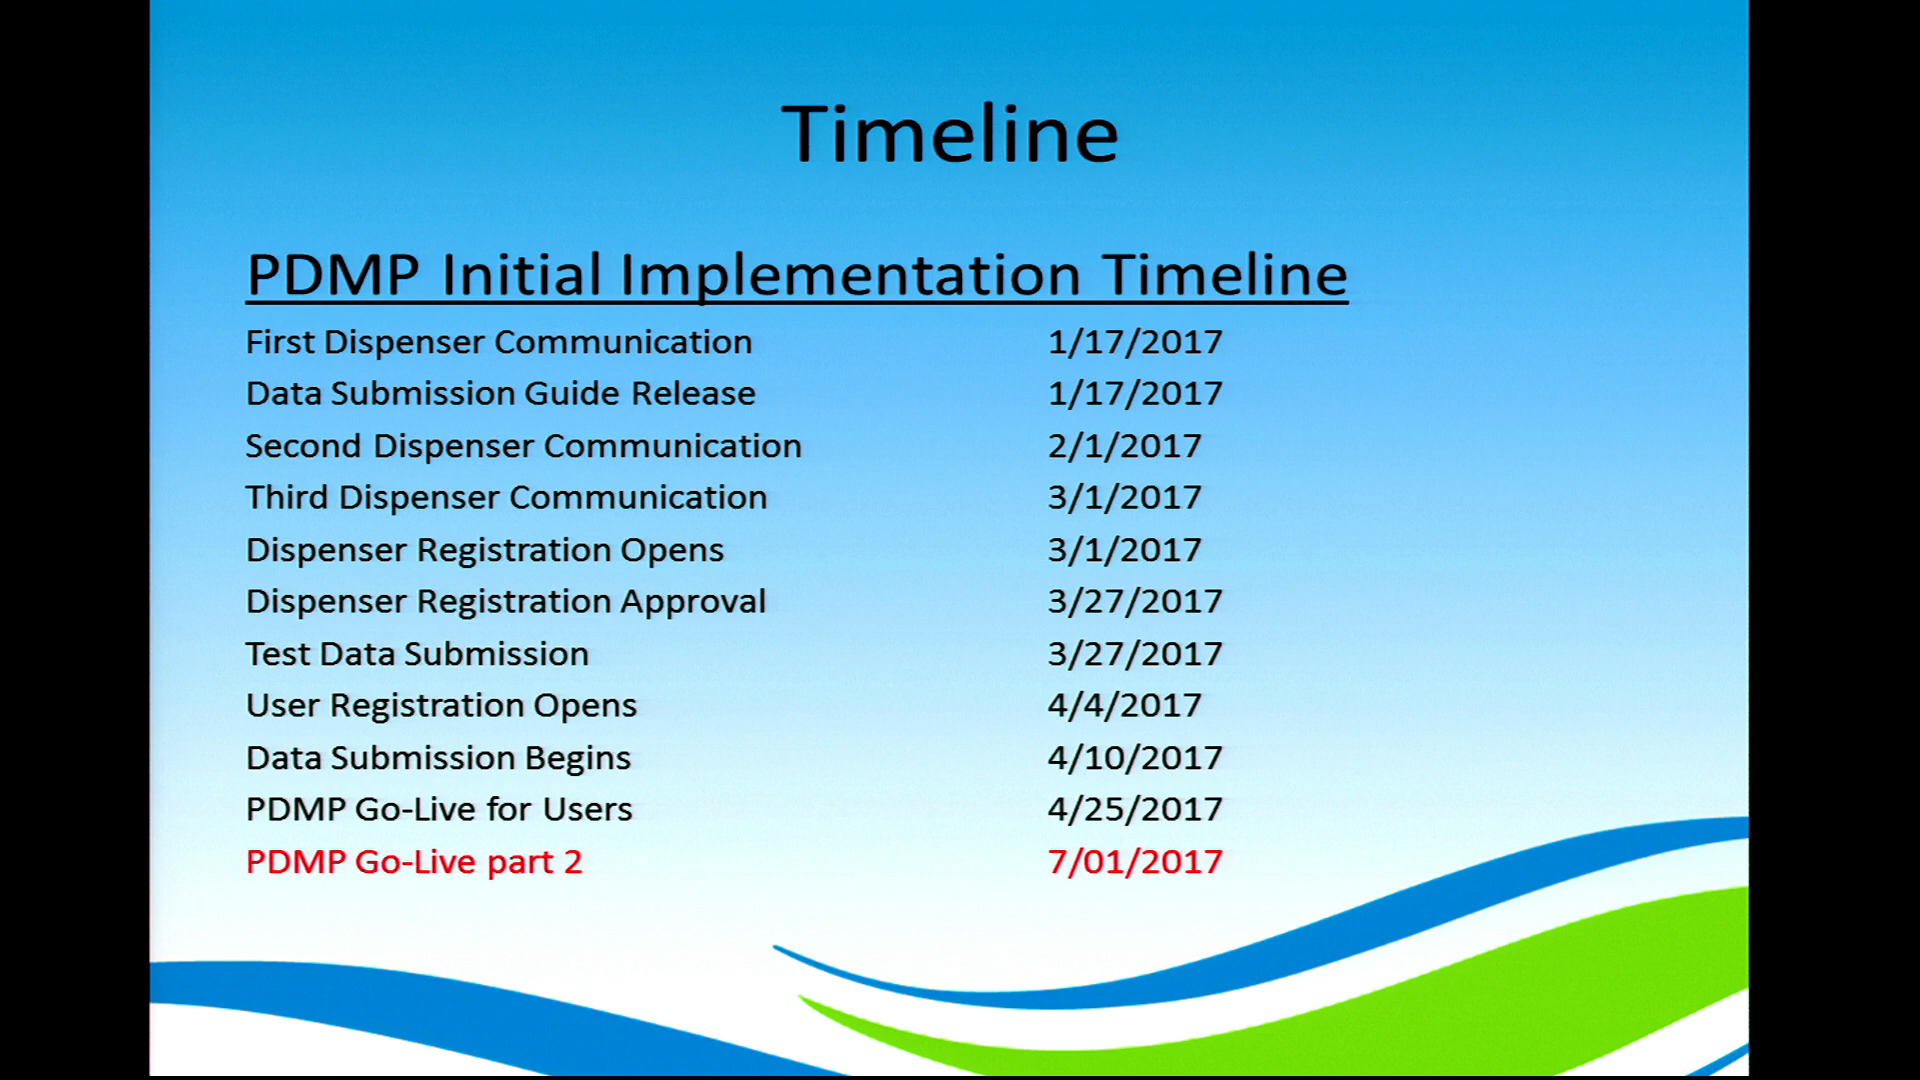 Timeline
PDMP Initial Implementation Timeline
First Dispenser Communication 1/17/2017
Data Submission Guide Release 1/17/2017
Second Dispenser Communication 2/1/2017
Third Dispenser Communication 3/1/2017
Dispenser Registration Opens 3/1/2017
Dispenser Registration Approval 3/27/2017
Test Data Submission 3/27/2017
User Registration Opens 4/4/2017
Data Submission Begins 4/10/2017
PDMP Go-Live for Users 4/25/2017
PDMP Go-Live part 2 7/01/2017